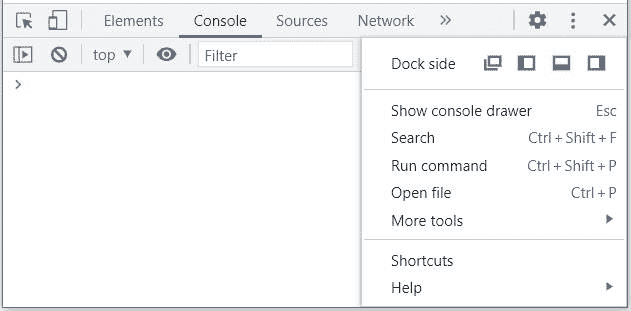 Elements Console Sources Network »
top ▼ Filter
Dock side
Show console drawer Esc
Search Ctrl + Shift + F
Run command Ctrl + Shift + P
Open file Ctrl + P
More tools
Shortcuts
Help